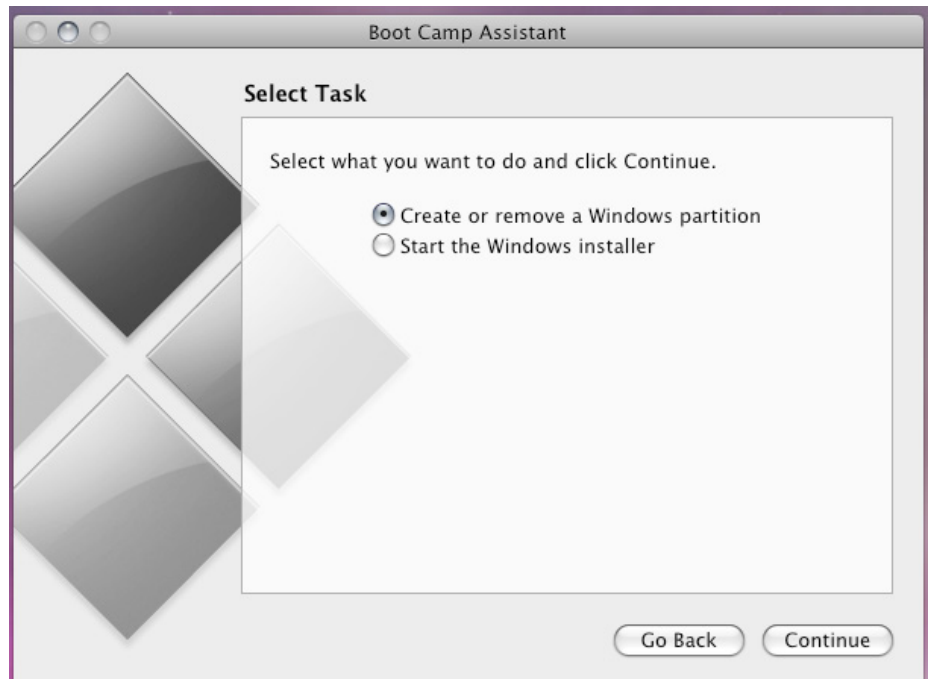 Boot Camp Assistant
Select Task
Select what you want to do and click Continue.
Create or remove a Windows partition
Start the Windows installer
Go Back
Continue